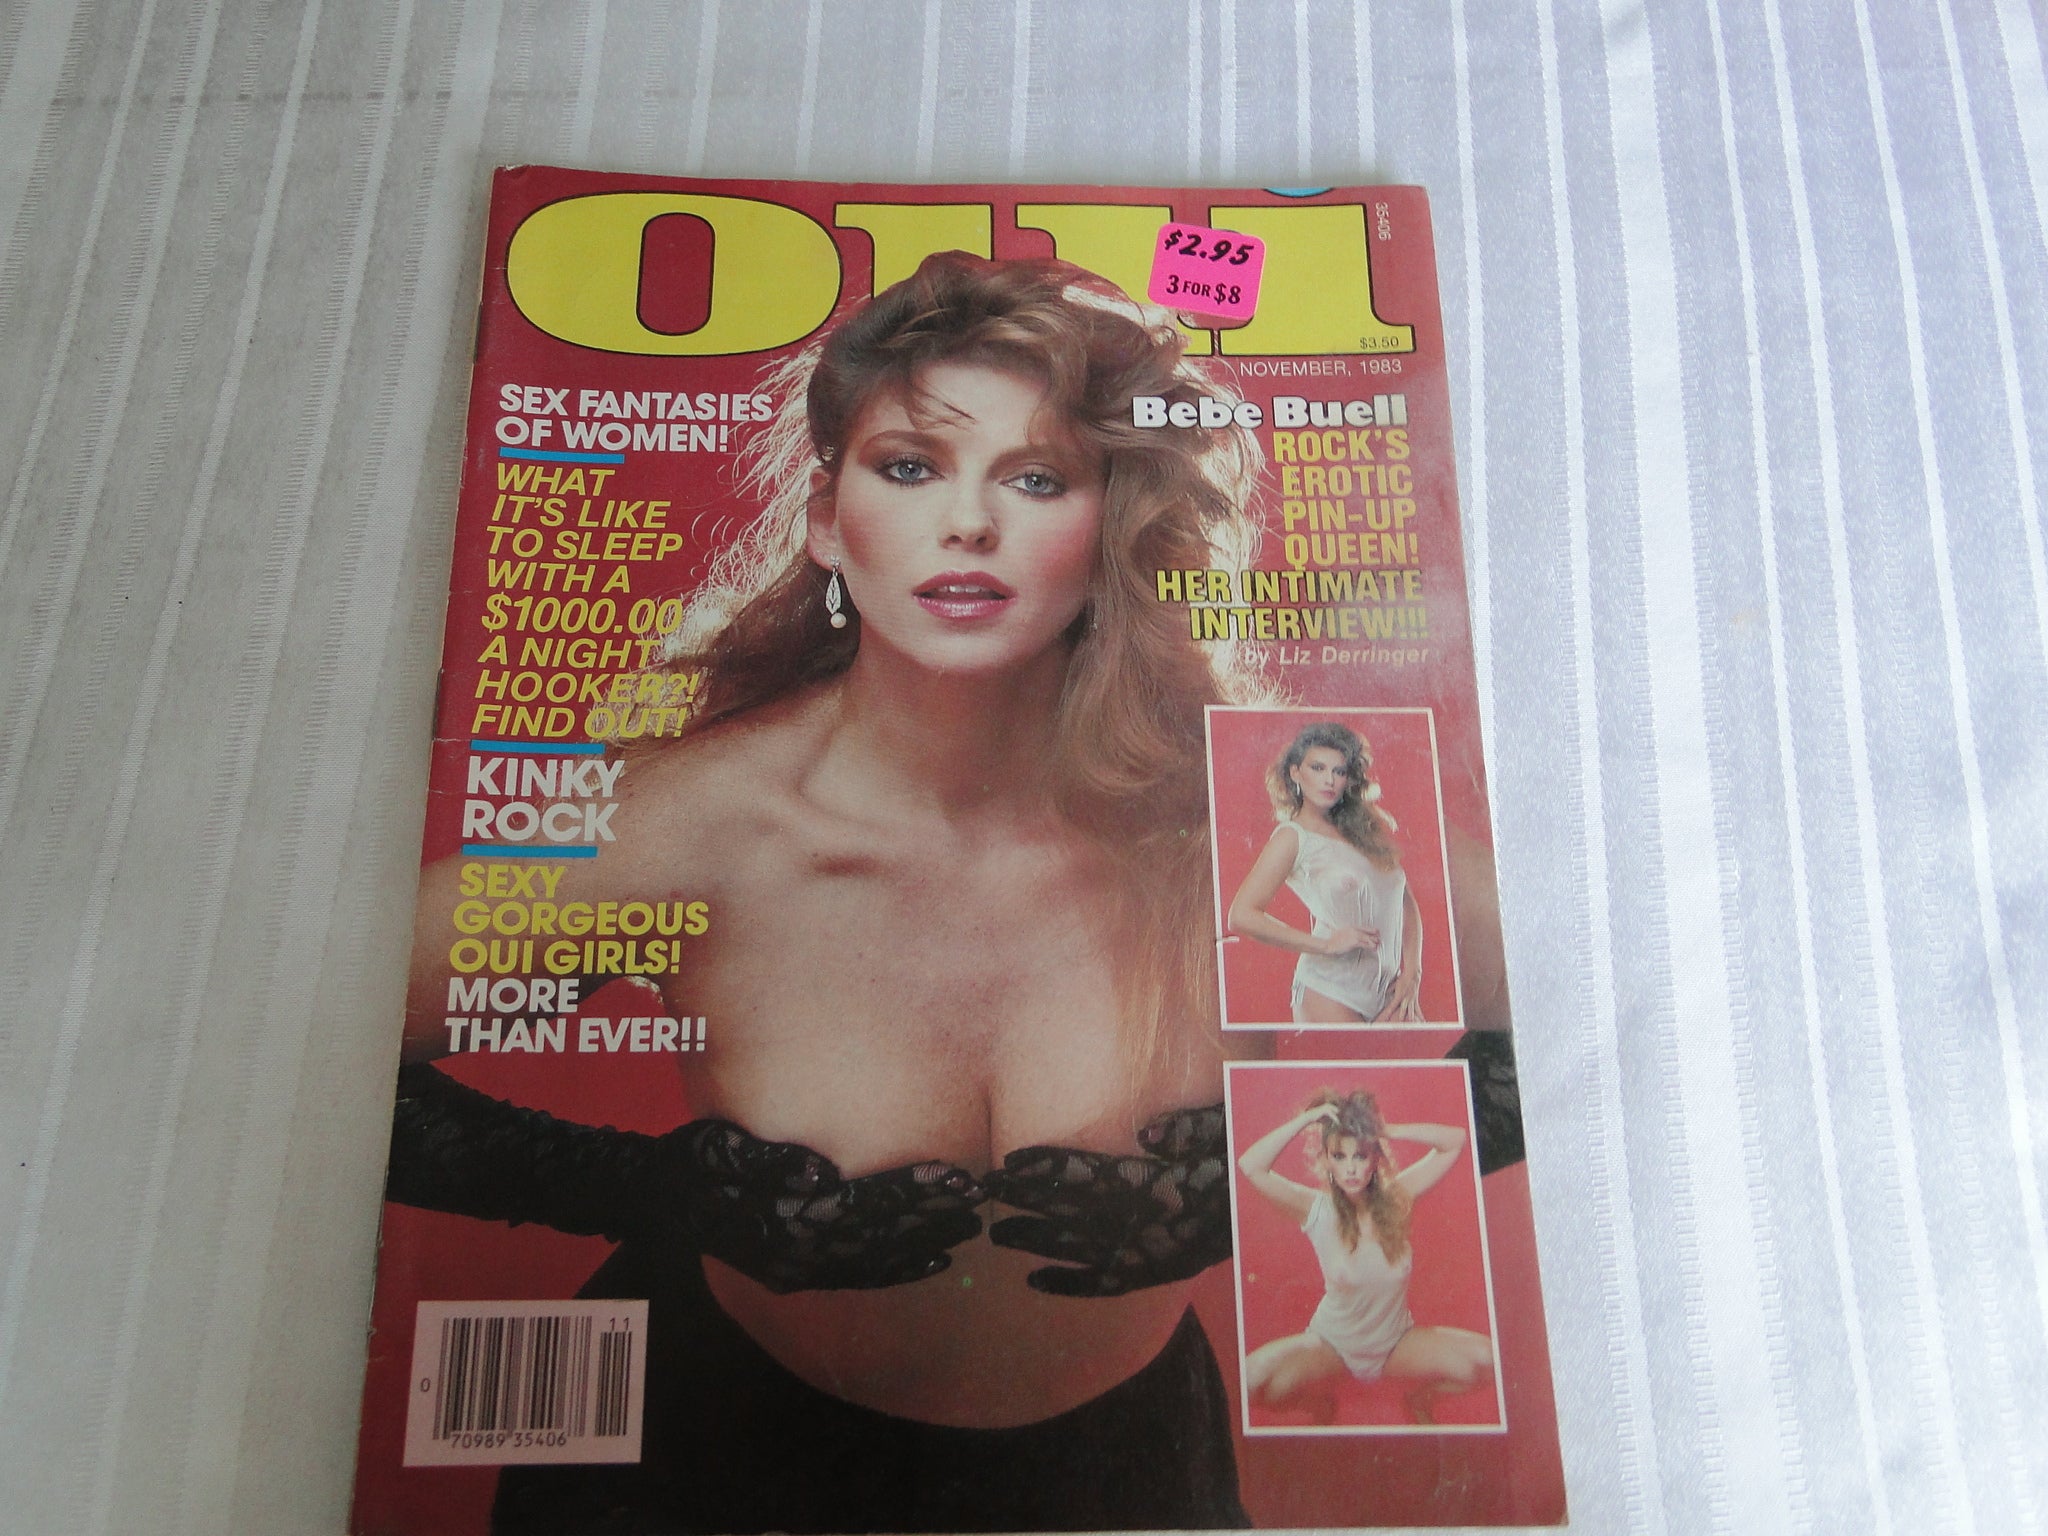 OUI
$2.95
3 FOR $8
35406
$3.50
NOVEMBER, 1983
SEX FANTASIES
OF WOMEN!
WHAT
IT'S LIKE
TO SLEEP
WITH A
$1000.00
A NIGHT
HOOKER?!
FIND OUT!
KINKY
ROCK
SEXY
GORGEOUS
OUI GIRLS!
MORE
THAN EVER!!
Bebe Buell
ROCK'S
EROTIC
PIN-UP
QUEEN!
HER INTIMATE
INTERVIEW!!!
by Liz Derringer
11
0
70989 35406